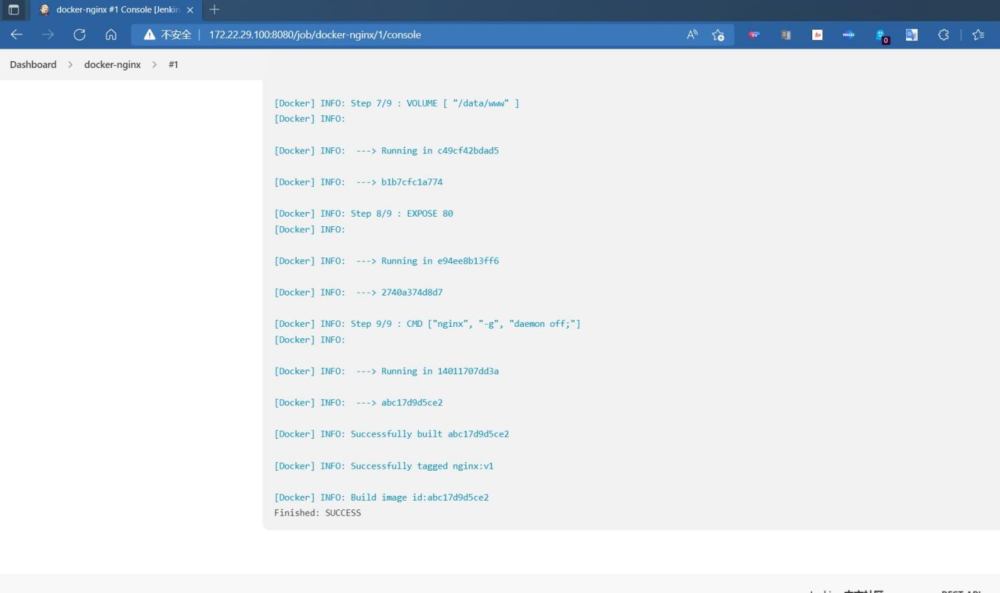 docker-nginx #1 Console [Jenkin
不安全
172.22.29.100:8080/job/docker-nginx/1/console
0
Dashboard > docker-nginx > #1
[Docker] INFO: Step 7/9 : VOLUME [ "/data/www" ]
[Docker] INFO:
[Docker] INFO:  ---> Running in c49cf42bdad5
[Docker] INFO:  ---> b1b7cfc1a774
[Docker] INFO: Step 8/9 : EXPOSE 80
[Docker] INFO:
[Docker] INFO:  ---> Running in e94ee8b13ff6
[Docker] INFO:  ---> 2740a374d8d7
[Docker] INFO: Step 9/9 : CMD ["nginx", "-g", "daemon off;"]
[Docker] INFO:
[Docker] INFO:  ---> Running in 14011707dd3a
[Docker] INFO:  ---> abc17d9d5ce2
[Docker] INFO: Successfully built abc17d9d5ce2
[Docker] INFO: Successfully tagged nginx:v1
[Docker] INFO: Build image id:abc17d9d5ce2
Finished: SUCCESS
REST API